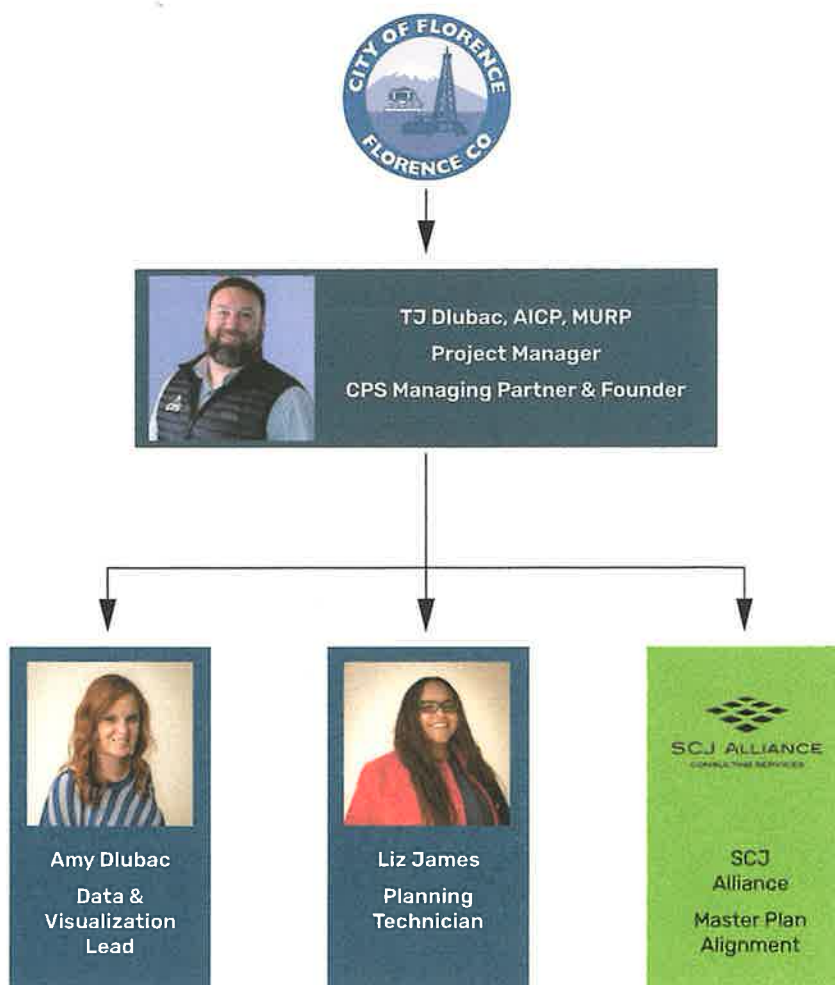 CITY OF FLORENCE
FLORENCE CO
TJ Dlubac, AICP, MURP
Project Manager
CPS Managing Partner & Founder
Amy Dlubac
Data &
Visualization
Lead
Liz James
Planning
Technician
SCJ ALLIANCE
CONSULTING SERVICES
SCJ
Alliance
Master Plan
Alignment